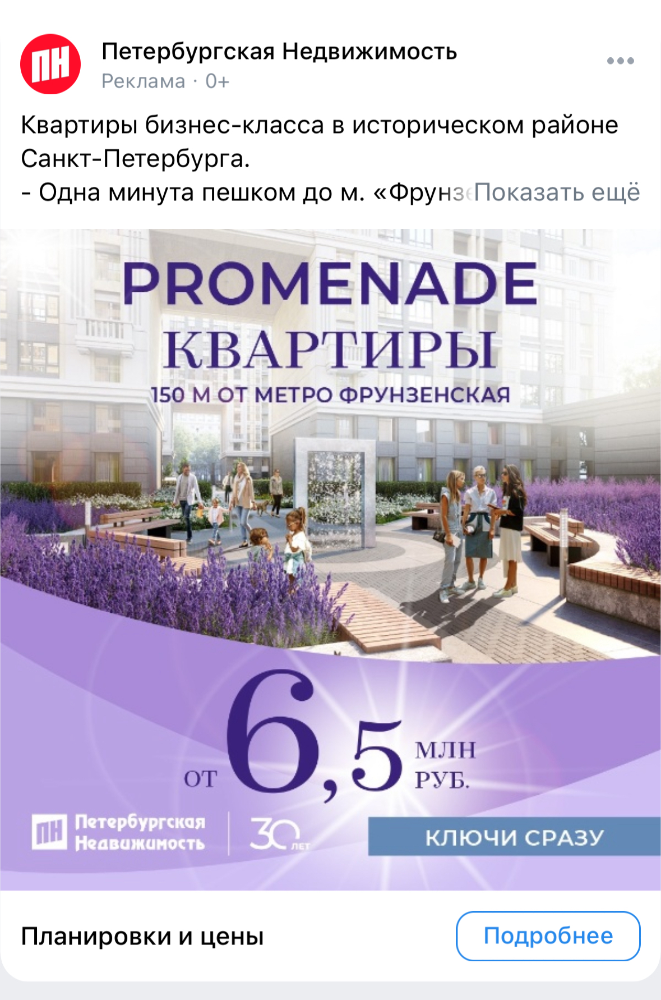 ПН
Петербургская Недвижимость
Реклама · 0+
Квартиры бизнес-класса в историческом районе
Санкт-Петербурга.
- Одна минута пешком до м. «Фрунз
Показать ещё
PROMENADE
КВАРТИРЫ
150 М ОТ МЕТРО ФРУНЗЕНСКАЯ
ОТ 6,5 МЛН
РУБ.
ПН Петербургская
Недвижимость
30 ЛЕТ
КЛЮЧИ СРАЗУ
Планировки и цены
Подробнее